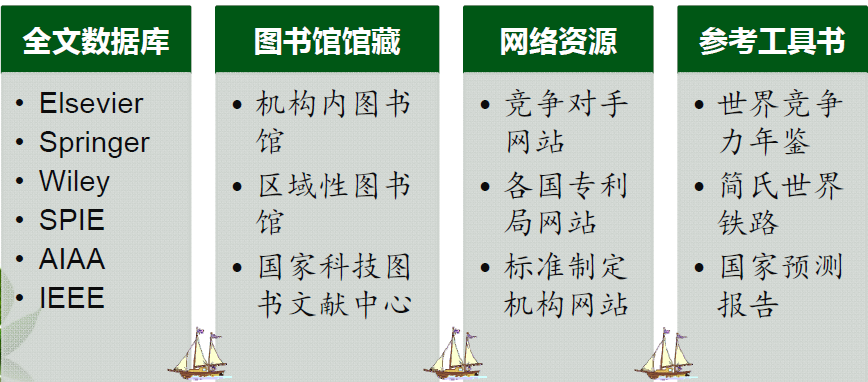 全文数据库
• Elsevier
• Springer
• Wiley
• SPIE
• AIAA
• IEEE
图书馆馆藏
• 机构内图书
馆
• 区域性图书
馆
• 国家科技图
书文献中心
网络资源
• 竞争对手
网站
• 各国专利
局网站
• 标准制定
机构网站
参考工具书
• 世界竞争
力年鉴
• 简氏世界
铁路
• 国家预测
报告